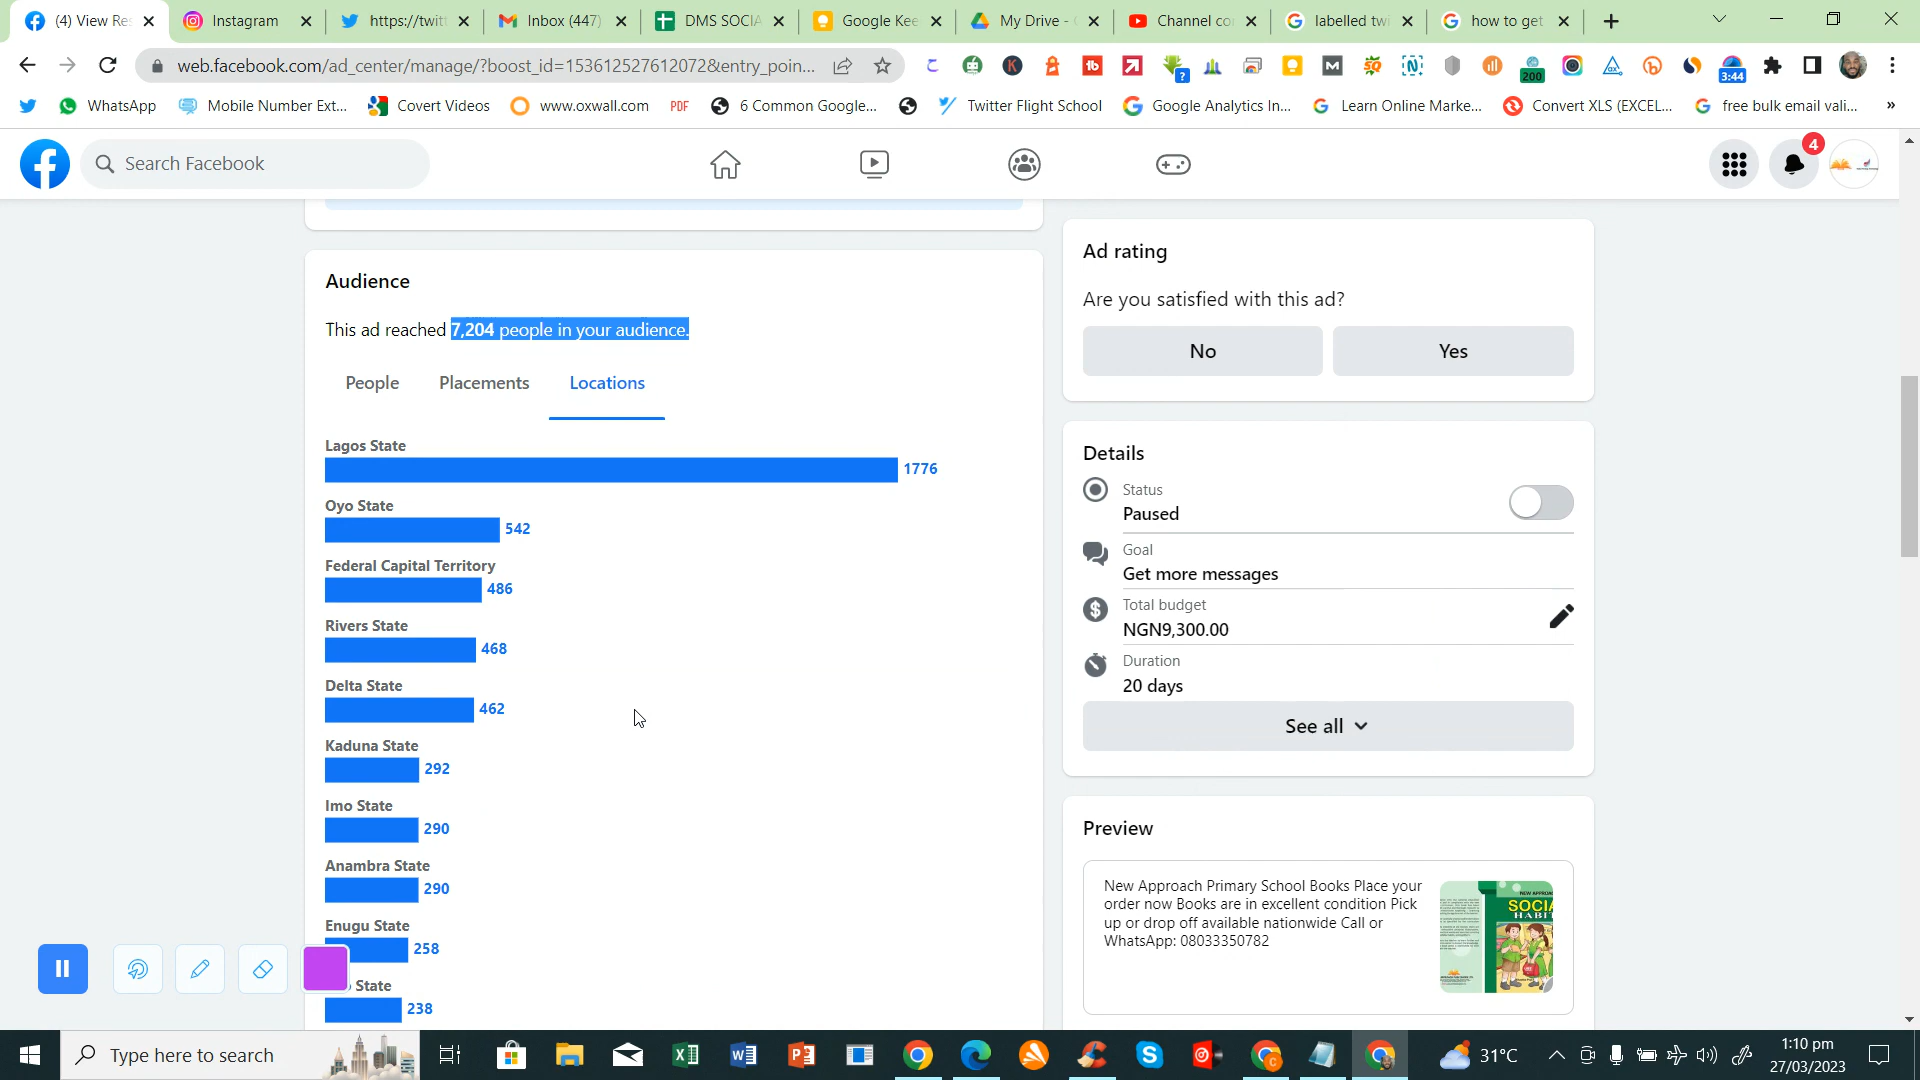 (4) View Re
Instagram
https://twitt
Inbox (447)
DMS SOCIA
Google Kee
My Drive - G
Channel co
labelled twi
how to get
web.facebook.com/ad_center/manage/?boost_id=153612527612072&entry_poin...
200
3:44
WhatsApp
Mobile Number Ext...
Covert Videos
www.oxwall.com
PDF
6 Common Google...
Twitter Flight School
Google Analytics In...
Learn Online Marke...
Convert XLS (EXCEL...
free bulk email vali...
»
Search Facebook
4
Audience
This ad reached 7,204 people in your audience.
People
Placements
Locations
Lagos State
1776
Oyo State
542
Federal Capital Territory
486
Rivers State
468
Delta State
462
Kaduna State
292
Imo State
290
Anambra State
290
Enugu State
258
State
238
Ad rating
Are you satisfied with this ad?
No
Yes
Details
Status
Paused
Goal
Get more messages
Total budget
NGN9,300.00
Duration
20 days
See all
Preview
New Approach Primary School Books Place your
order now Books are in excellent condition Pick
up or drop off available nationwide Call or
WhatsApp: 08033350782
Type here to search
31°C
1:10 pm
27/03/2023